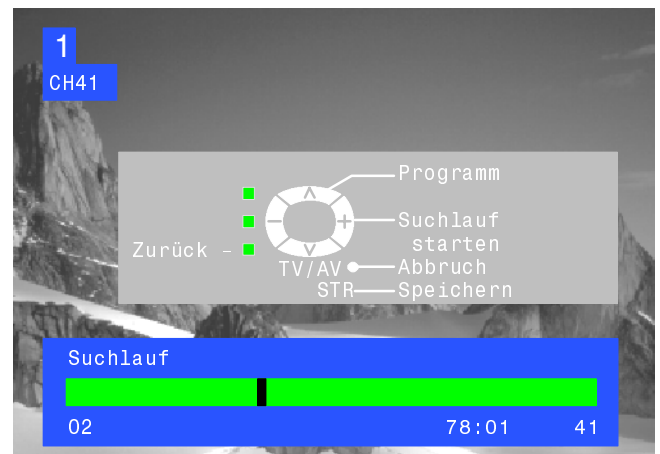 1
CH41
Programm
Suchlauf
starten
Zurück -
TV/AV Abbruch
STR Speichern
Suchlauf
02 78:01 41